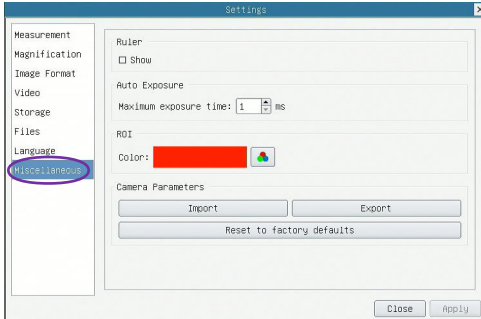 Settings
Measurement
Magnification
Image Format
Video
Storage
Files
Language
Miscellaneous
Ruler
Show
Auto Exposure
Maximum exposure time: 1 ms
ROI
Color:
Camera Parameters
Import Export
Reset to factory defaults
Close Apply